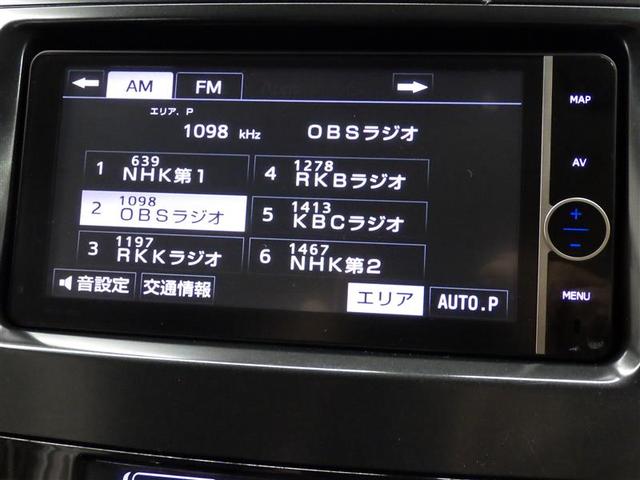 AM FM
エリア. P
1098 kHz OBSラジオ
1 639 NHK第1
2 1098 OBSラジオ
3 1197 RKKラジオ
4 1278 RKBラジオ
5 1413 KBCラジオ
6 1467 NHK第2
音設定 交通情報 エリア AUTO.P
MAP
AV
+
−
MENU